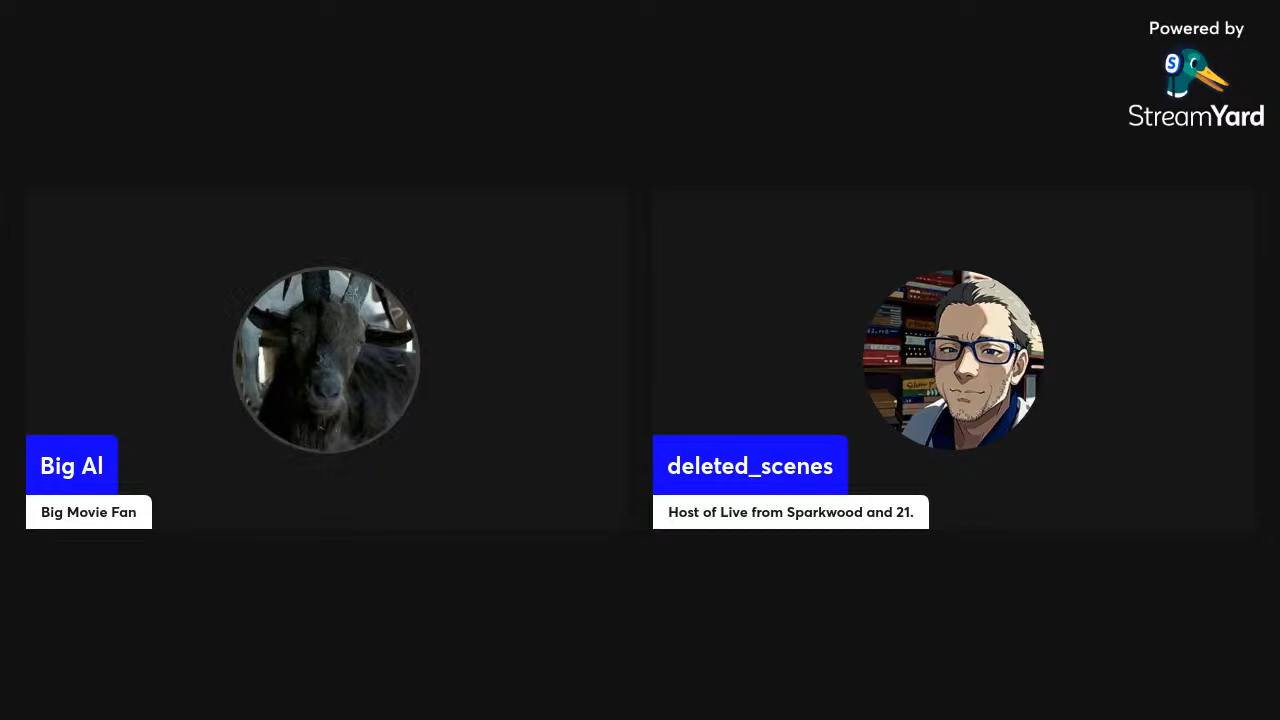 Powered by
S
StreamYard
Big Al
Big Movie Fan
deleted_scenes
Host of Live from Sparkwood and 21.